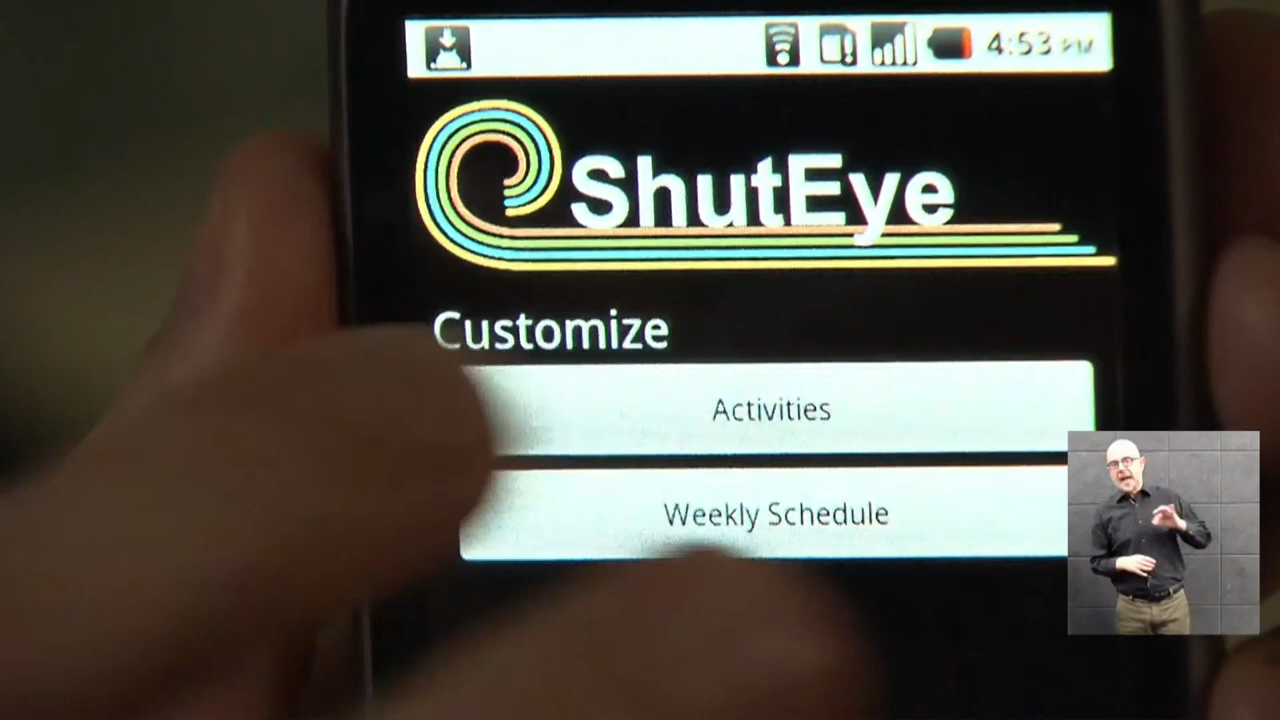 4:53 PM
ShutEye
Customize
Activities
Weekly Schedule